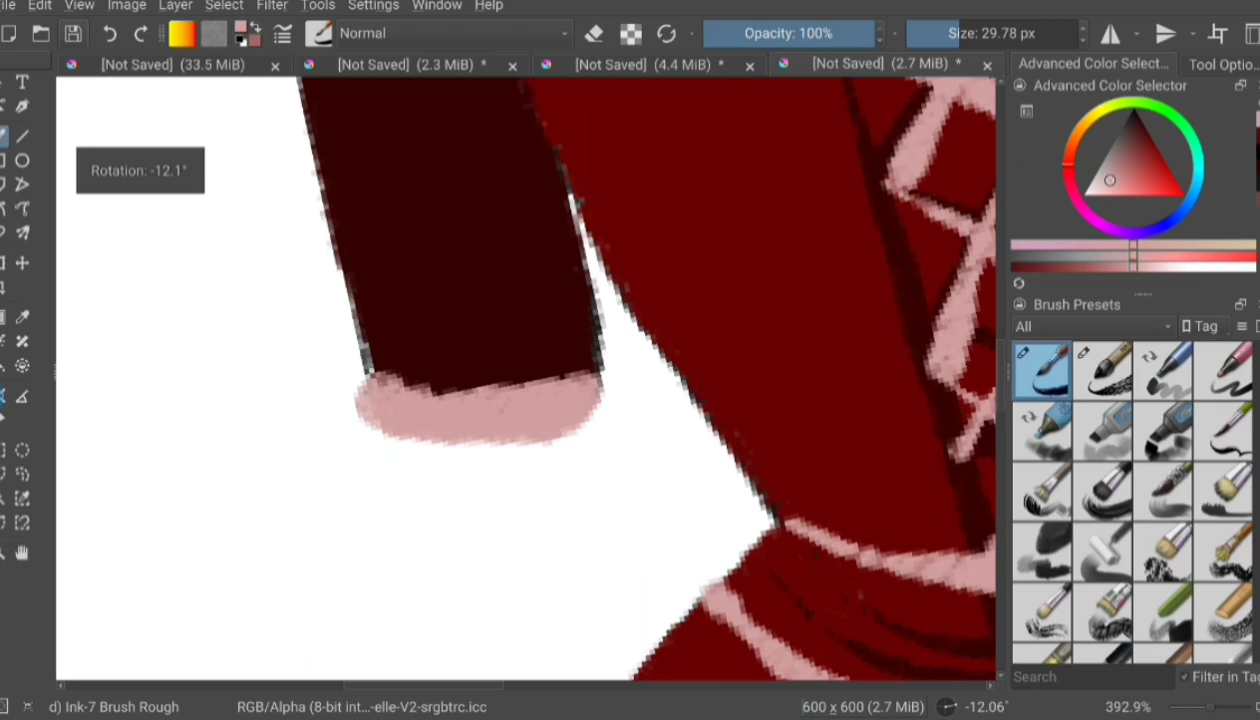 ile Edit View Image Layer Select Filter Tools Settings Window Help
Normal Opacity: 100% Size: 29.78 px
[Not Saved] (33.5 MiB) [Not Saved] (2.3 MiB) * [Not Saved] (4.4 MiB) * [Not Saved] (2.7 MiB) * Advanced Color Select... Tool Optio..
Advanced Color Selector
Rotation: -12.1°
Brush Presets
All Tag
Search Filter in Tag
d) Ink-7 Brush Rough RGB/Alpha (8-bit int...-elle-V2-srgbtrc.icc 600 x 600 (2.7 MiB) -12.06° 392.9%